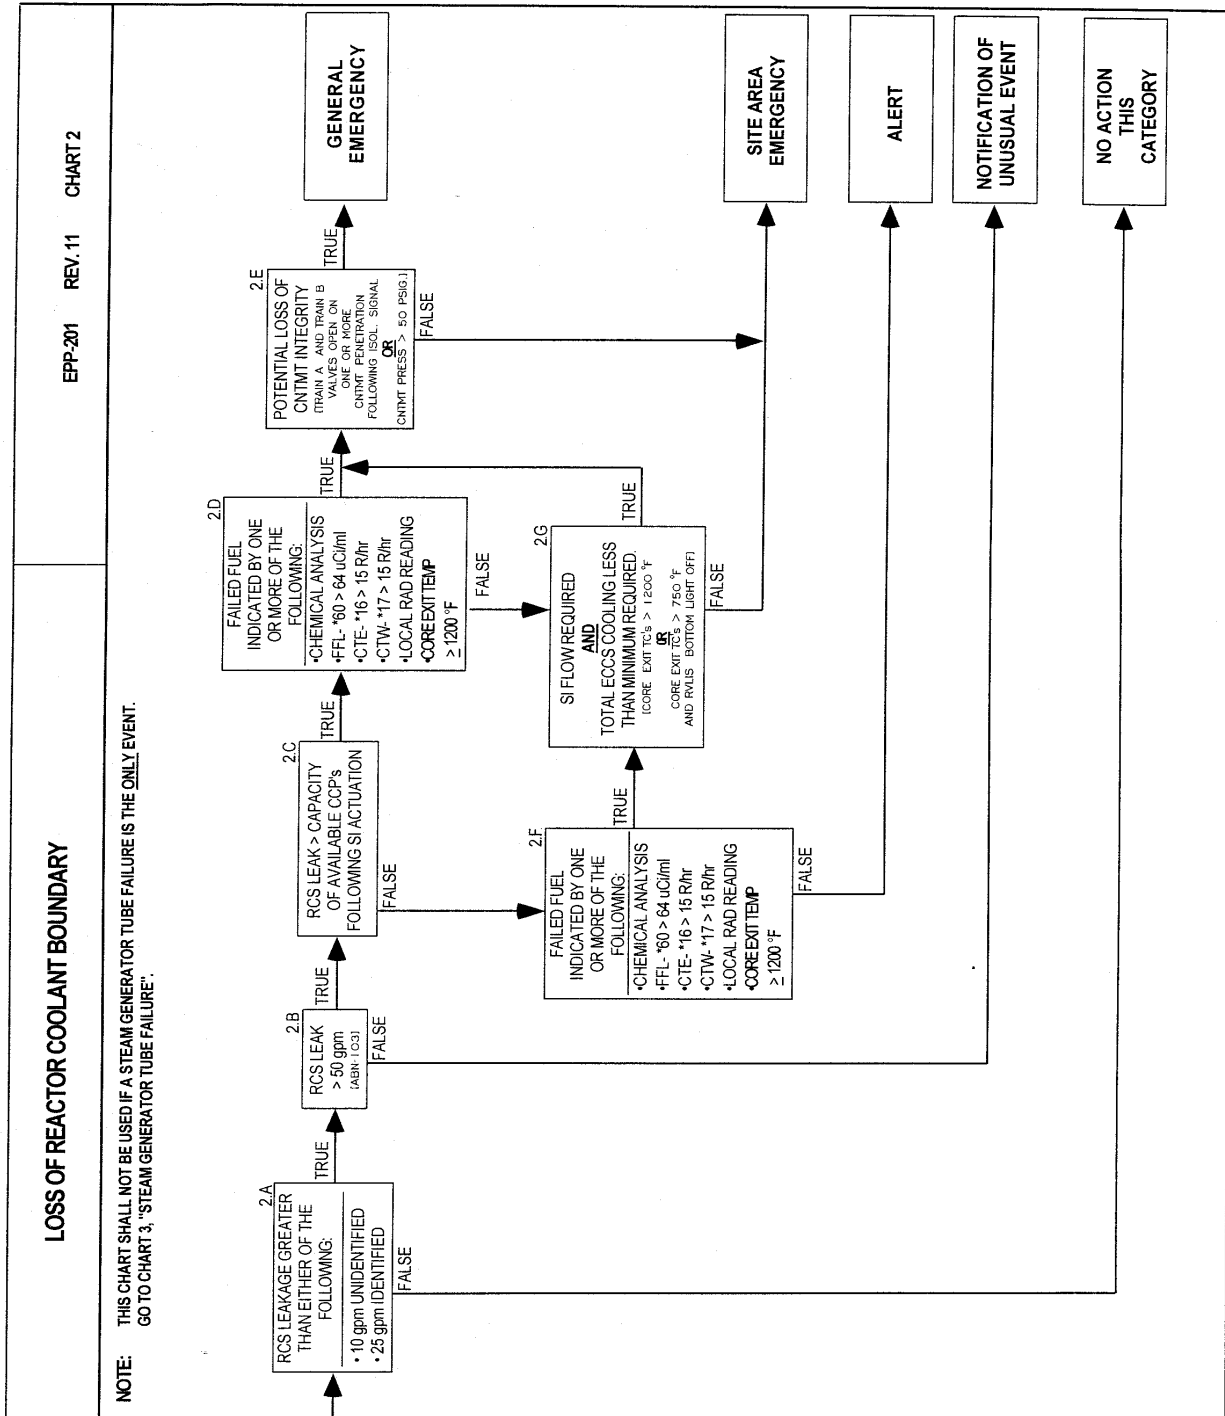 LOSS OF REACTOR COOLANT BOUNDARY
EPP-201 REV. 11 CHART 2
NOTE: THIS CHART SHALL NOT BE USED IF A STEAM GENERATOR TUBE FAILURE IS THE ONLY EVENT.
GO TO CHART 3, "STEAM GENERATOR TUBE FAILURE".
2.A
RCS LEAKAGE GREATER
THAN EITHER OF THE
FOLLOWING:
• 10 gpm UNIDENTIFIED
• 25 gpm IDENTIFIED
TRUE
FALSE
2.B
RCS LEAK
> 50 gpm
[ABN-103]
TRUE
FALSE
2.C
RCS LEAK > CAPACITY
OF AVAILABLE CCP's
FOLLOWING SI ACTUATION
TRUE
FALSE
2.D
FAILED FUEL
INDICATED BY ONE
OR MORE OF THE
FOLLOWING:
•CHEMICAL ANALYSIS
•FFL- *60 > 64 uCi/ml
•CTE- *16 > 15 R/hr
•CTW- *17 > 15 R/hr
•LOCAL RAD READING
•CORE EXIT TEMP
≥ 1200 °F
TRUE
FALSE
2.E
POTENTIAL LOSS OF
CNTMT INTEGRITY
[TRAIN A AND TRAIN B
VALVES OPEN ON
ONE OR MORE
CNTMT PENETRATION
FOLLOWING ISOL. SIGNAL
OR
CNTMT PRESS > 50 PSIG.]
TRUE
FALSE
2.F
FAILED FUEL
INDICATED BY ONE
OR MORE OF THE
FOLLOWING:
•CHEMICAL ANALYSIS
•FFL- *60 > 64 uCi/ml
•CTE- *16 > 15 R/hr
•CTW- *17 > 15 R/hr
•LOCAL RAD READING
•CORE EXIT TEMP
≥ 1200 °F
TRUE
FALSE
2.G
SI FLOW REQUIRED
AND
TOTAL ECCS COOLING LESS
THAN MINIMUM REQUIRED.
[CORE EXIT TC's > 1200 °F
OR
CORE EXIT TC's > 750 °F
AND RVLIS BOTTOM LIGHT OFF]
TRUE
FALSE
GENERAL
EMERGENCY
SITE AREA
EMERGENCY
ALERT
NOTIFICATION OF
UNUSUAL EVENT
NO ACTION
THIS
CATEGORY